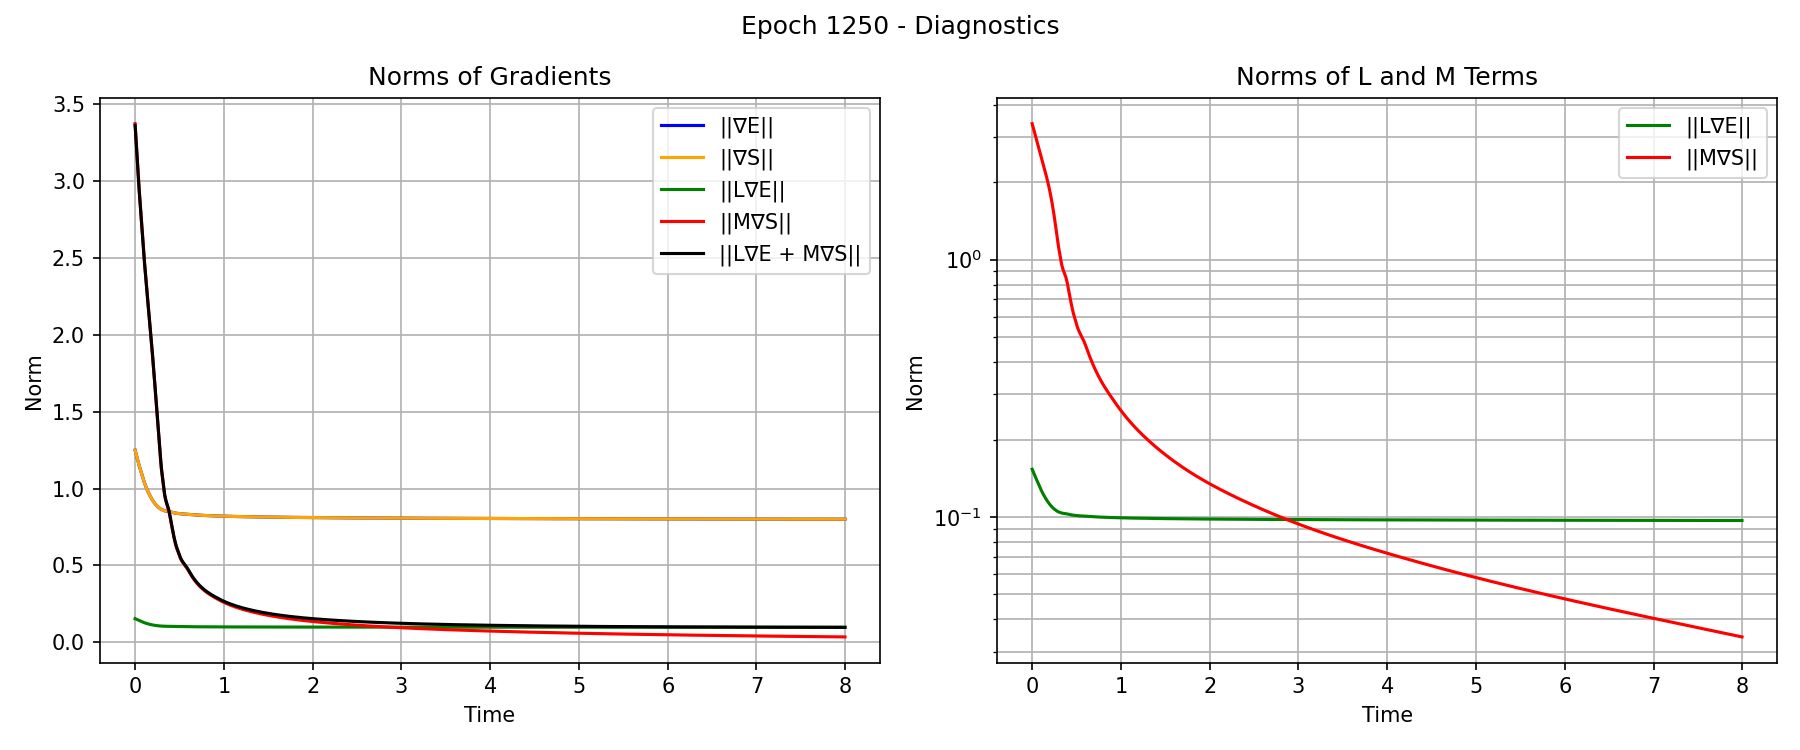 Epoch 1250 - Diagnostics
Norms of Gradients
3.5
3.0
2.5
2.0
1.5
1.0
0.5
0.0
Norm
||∇E||
||∇S||
||L∇E||
||M∇S||
||L∇E + M∇S||
0 1 2 3 4 5 6 7 8
Time
Norms of L and M Terms
10⁰
10⁻¹
Norm
||L∇E||
||M∇S||
0 1 2 3 4 5 6 7 8
Time